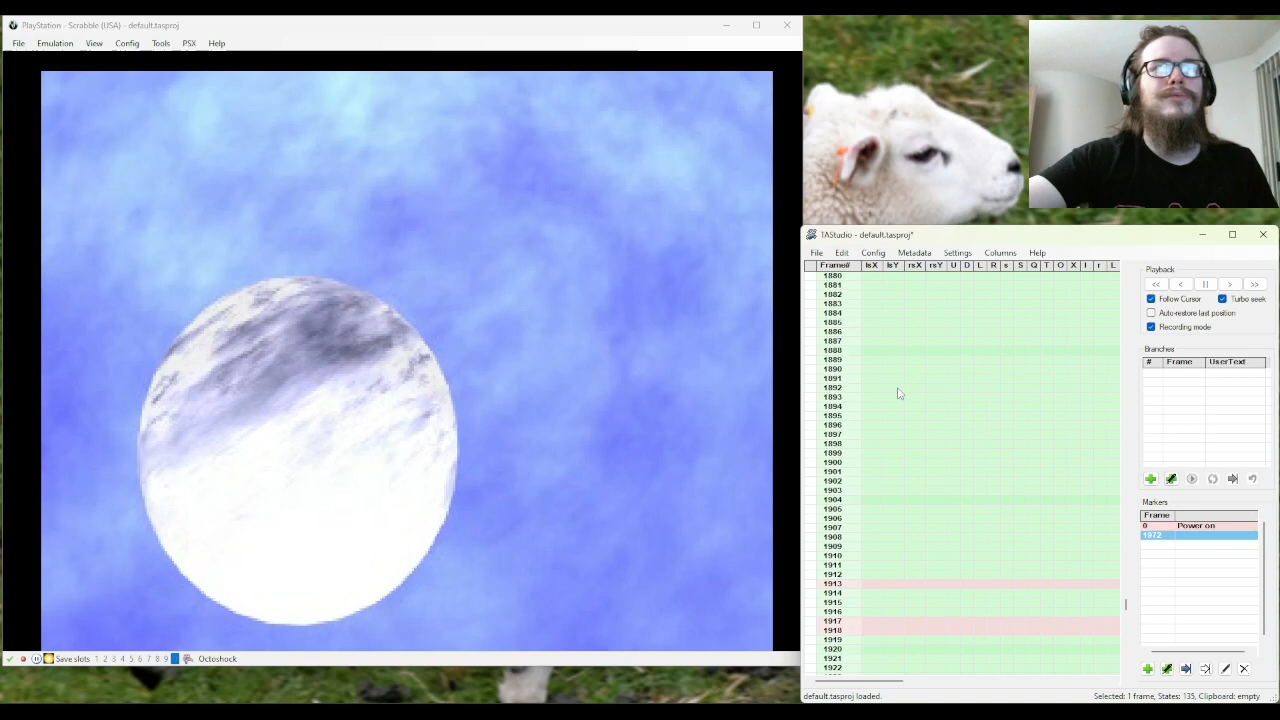 PlayStation - Scrabble (USA) - default.tasproj
File Emulation View Config Tools PSX Help
Save slots 1 2 3 4 5 6 7 8 9 Octoshock
TAStudio - default.tasproj*
File Edit Config Metadata Settings Columns Help
Frame# lsX lsY rsX rsY U D L R s S Q T O X l r L
1880
1881
1882
1883
1884
1885
1886
1887
1888
1889
1890
1891
1892
1893
1894
1895
1896
1897
1898
1899
1900
1901
1902
1903
1904
1905
1906
1907
1908
1909
1910
1911
1912
1913
1914
1915
1916
1917
1918
1919
1920
1921
1922
Playback
<< < || > >>
Follow Cursor Turbo seek
Auto-restore last position
Recording mode
Branches
# Frame UserText
Markers
Frame
0 Power on
1972
default.tasproj loaded.
Selected: 1 frame, States: 135, Clipboard: empty